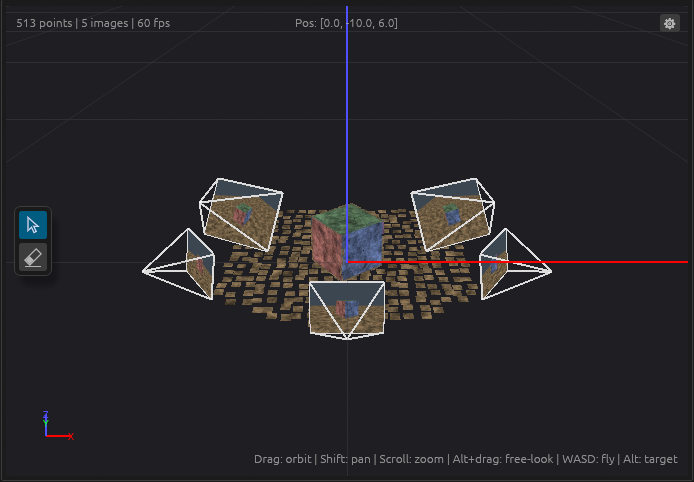 513 points | 5 images | 60 fps
Pos: [0.0, -10.0, 6.0]
Z
Y
X
Drag: orbit | Shift: pan | Scroll: zoom | Alt+drag: free-look | WASD: fly | Alt: target